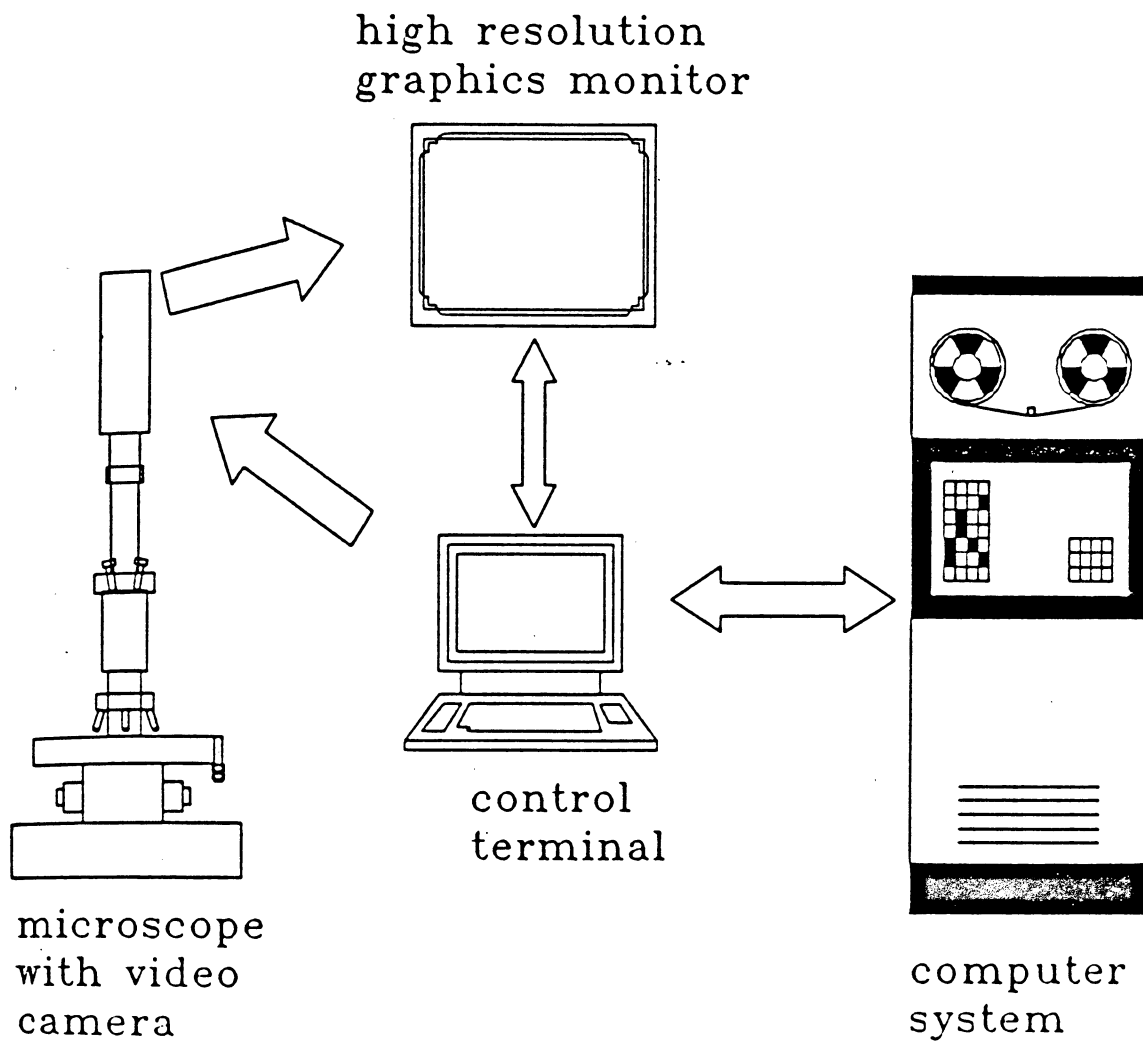 high resolution
graphics monitor
control
terminal
microscope
with video
camera
computer
system